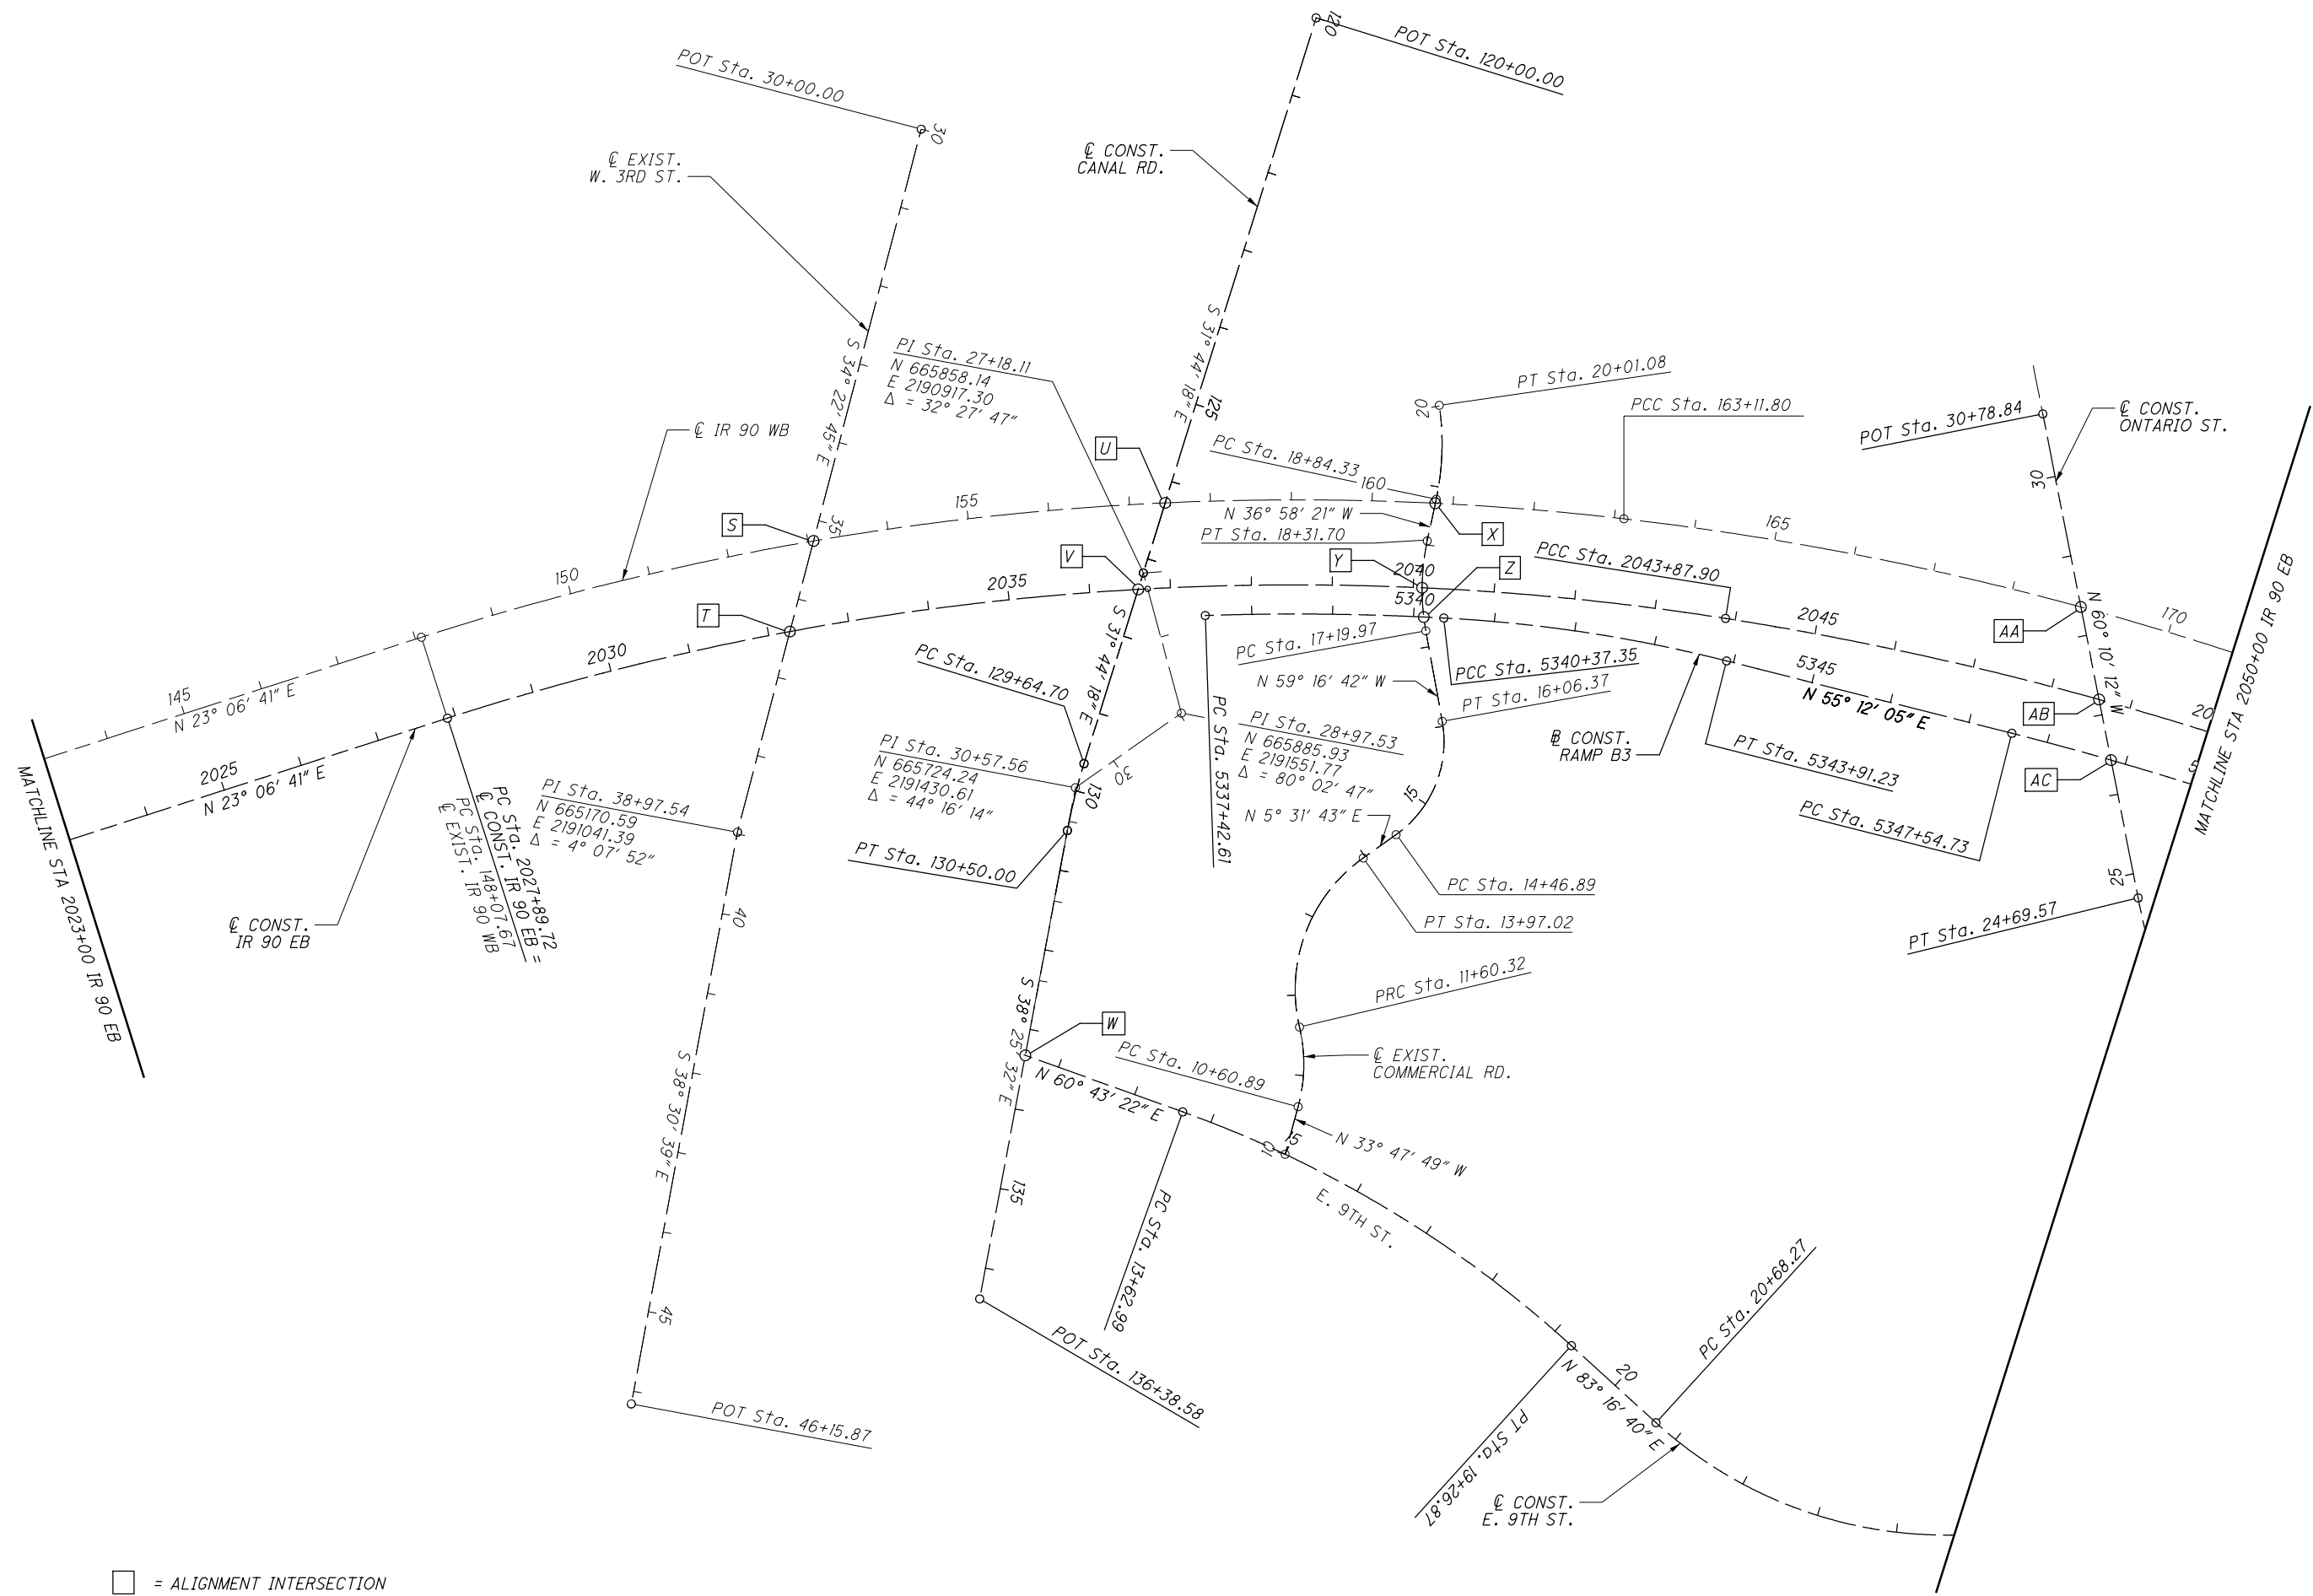 120
POT Sta. 120+00.00
POT Sta. 30+00.00
30
℄ EXIST.
W. 3RD ST.
℄ CONST.
CANAL RD.
S 34° 22' 45" E
S 31° 44' 18" E
PI Sta. 27+18.11
N 665858.14
E 2190917.30
Δ = 32° 27' 47"
125
PT Sta. 20+01.08
20
PCC Sta. 163+11.80
POT Sta. 30+78.84
℄ CONST.
ONTARIO ST.
30
℄ IR 90 WB
U
PC Sta. 18+84.33
160
N 36° 58' 21" W
PT Sta. 18+31.70
X
165
S
35
155
V
Y
2040
Z
5340
PCC Sta. 2043+87.90
2045
150
2035
T
2030
S 31° 44' 18" E
PC Sta. 17+19.97
PCC Sta. 5340+37.35
N 59° 16' 42" W
PT Sta. 16+06.37
5345
N 55° 12' 05" E
N 60° 10' 12" W
AA
170
AB
20
AC
5
MATCHLINE STA 2050+00 IR 90 EB
145
N 23° 06' 41" E
2025
N 23° 06' 41" E
MATCHLINE STA 2023+00 IR 90 EB
PC Sta. 129+64.70
PC Sta. 5337+42.61
PI Sta. 28+97.53
N 665885.93
E 2191551.77
Δ = 80° 02' 47"
℄ CONST.
RAMP B3
PT Sta. 5343+91.23
PC Sta. 5347+54.73
PI Sta. 30+57.56
N 665724.24
E 2191430.61
Δ = 44° 16' 14"
30
130
15
N 5° 31' 43" E
PI Sta. 38+97.54
N 665170.59
E 2191041.39
Δ = 4° 07' 52"
PC Sta. 2027+89.72
℄ CONST. IR 90 EB =
PC Sta. 148+07.67
℄ EXIST. IR 90 WB
℄ CONST.
IR 90 EB
PT Sta. 130+50.00
PC Sta. 14+46.89
PT Sta. 13+97.02
25
PT Sta. 24+69.57
40
PRC Sta. 11+60.32
S 38° 25' 32" E
W
PC Sta. 10+60.89
℄ EXIST.
COMMERCIAL RD.
N 60° 43' 22" E
S 38° 30' 39" E
10
15
N 33° 47' 49" W
135
PC Sta. 13+62.99
E. 9TH ST.
45
POT Sta. 136+38.58
PC Sta. 20+68.27
20
N 83° 16' 40" E
POT Sta. 46+15.87
PT Sta. 19+26.87
℄ CONST.
E. 9TH ST.
= ALIGNMENT INTERSECTION